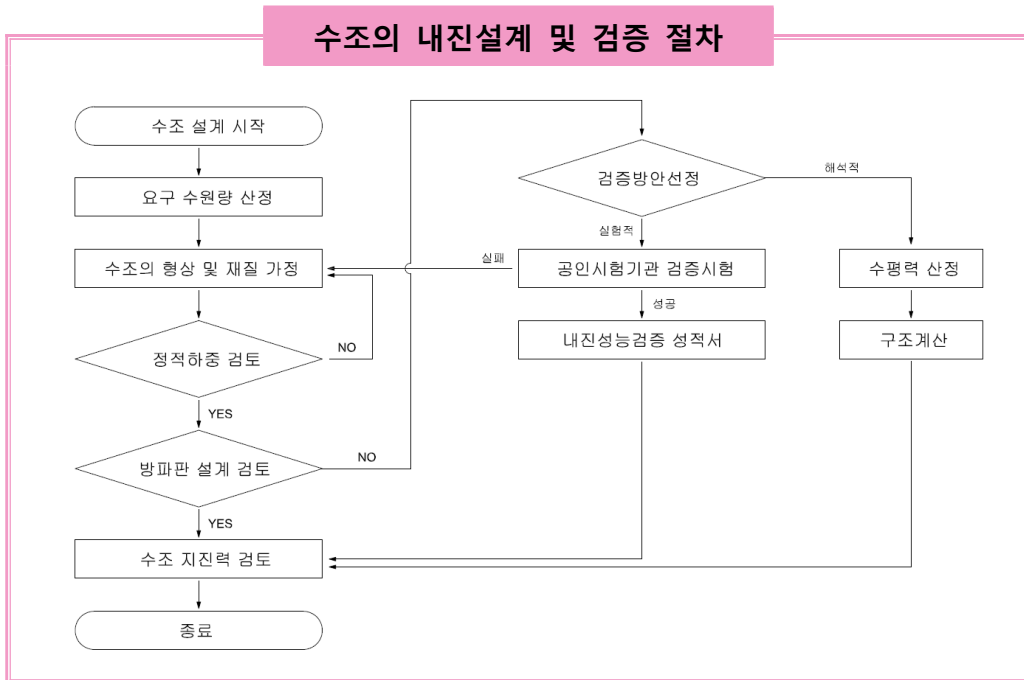 수조의 내진설계 및 검증 절차
수조 설계 시작
요구 수원량 산정
수조의 형상 및 재질 가정
정적하중 검토
NO
YES
방파판 설계 검토
NO
YES
수조 지진력 검토
종료
검증방안선정
해석적
실험적
실패
공인시험기관 검증시험
성공
내진성능검증 성적서
수평력 산정
구조계산